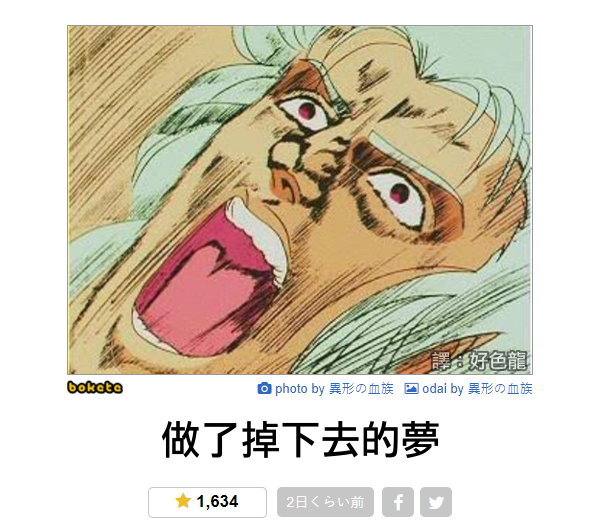 譯：好色龍
bokete
photo by 異形の血族 odai by 異形の血族
做了掉下去的夢
1,634
2日くらい前